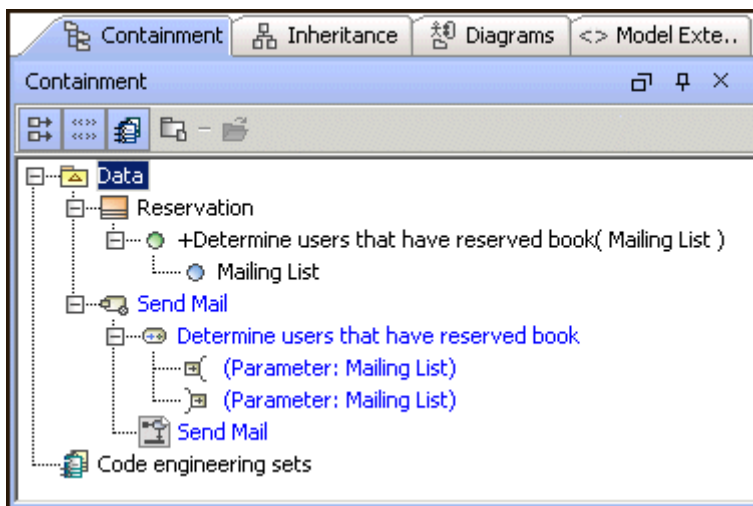 Containment Inheritance Diagrams <> Model Exte..
Containment
Data
Reservation
+Determine users that have reserved book( Mailing List )
Mailing List
Send Mail
Determine users that have reserved book
(Parameter: Mailing List)
(Parameter: Mailing List)
Send Mail
Code engineering sets